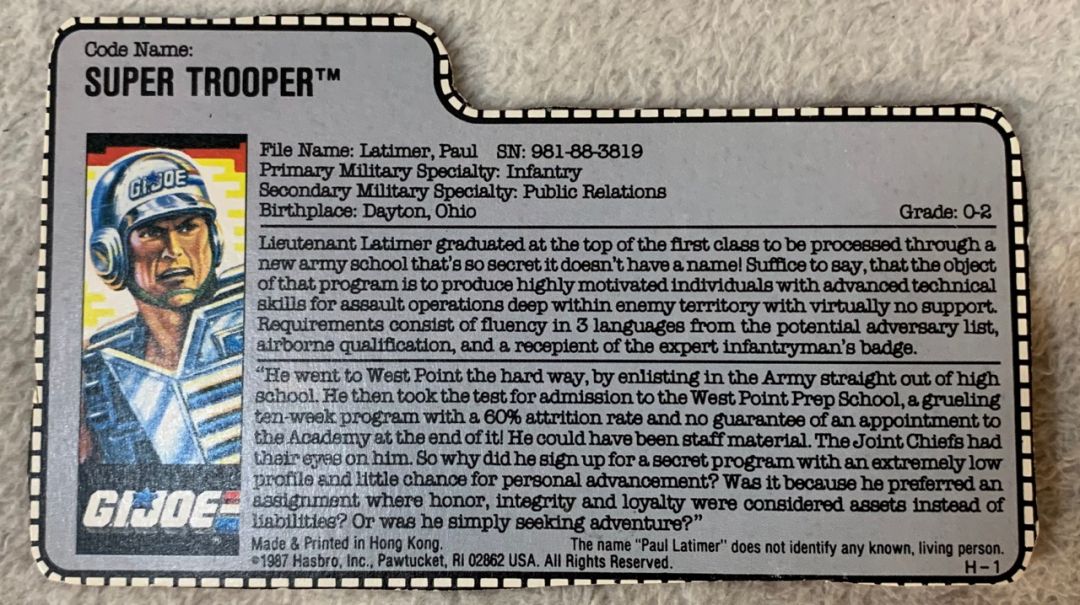 Code Name:
SUPER TROOPER™
GI JOE
File Name: Latimer, Paul SN: 981-88-3819
Primary Military Specialty: Infantry
Secondary Military Specialty: Public Relations
Birthplace: Dayton, Ohio Grade: O-2
Lieutenant Latimer graduated at the top of the first class to be processed through a
new army school that's so secret it doesn't have a name! Suffice to say, that the object
of that program is to produce highly motivated individuals with advanced technical
skills for assault operations deep within enemy territory with virtually no support.
Requirements consist of fluency in 3 languages from the potential adversary list,
airborne qualification, and a recepient of the expert infantryman's badge.
"He went to West Point the hard way, by enlisting in the Army straight out of high
school. He then took the test for admission to the West Point Prep School, a grueling
ten-week program with a 60% attrition rate and no guarantee of an appointment to
the Academy at the end of it! He could have been staff material. The Joint Chiefs had
their eyes on him. So why did he sign up for a secret program with an extremely low
profile and little chance for personal advancement? Was it because he preferred an
assignment where honor, integrity and loyalty were considered assets instead of
liabilities? Or was he simply seeking adventure?"
GI JOE
Made & Printed in Hong Kong. The name "Paul Latimer" does not identify any known, living person.
©1987 Hasbro, Inc., Pawtucket, RI 02862 USA. All Rights Reserved. H-1